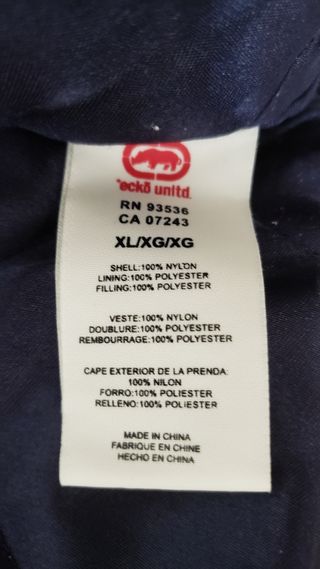 ecko unltd.
RN 93536
CA 07243
XL/XG/XG
SHELL:100% NYLON
LINING:100% POLYESTER
FILLING:100% POLYESTER
VESTE:100% NYLON
DOUBLURE:100% POLYESTER
REMBOURRAGE:100% POLYESTER
CAPE EXTERIOR DE LA PRENDA:
100% NILON
FORRO:100% POLIESTER
RELLENO:100% POLIESTER
MADE IN CHINA
FABRIQUE EN CHINE
HECHO EN CHINA